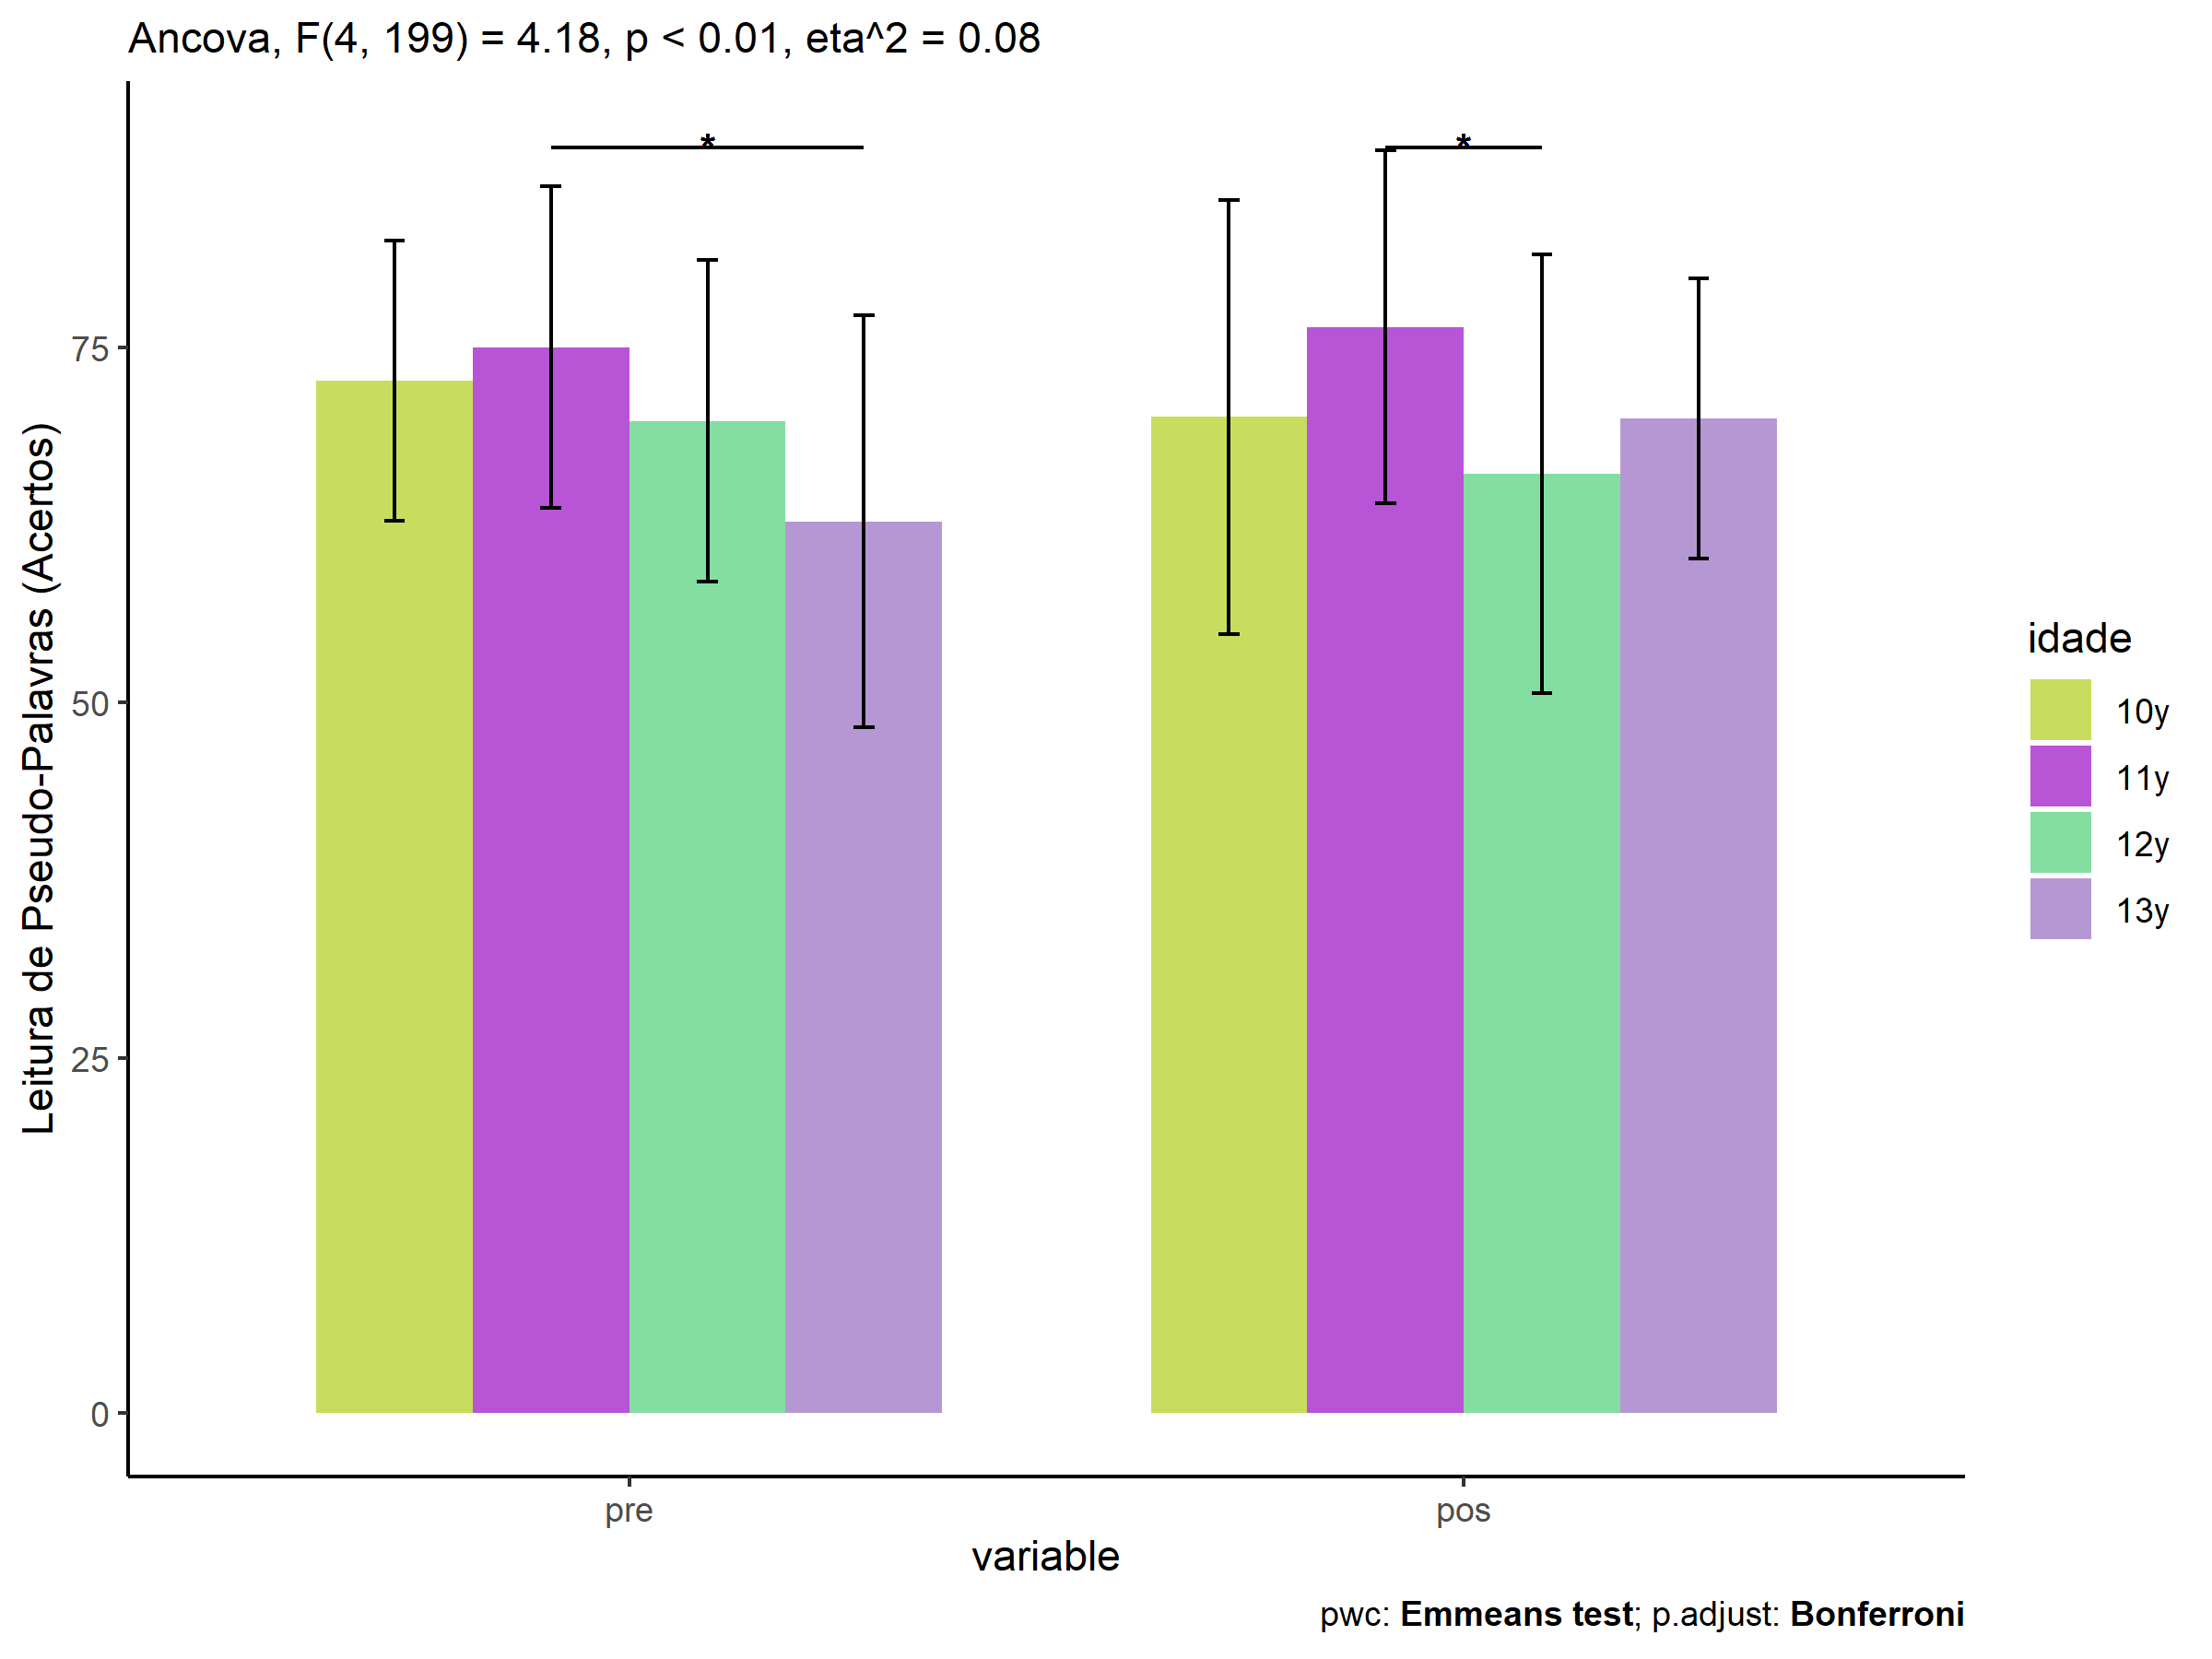 Ancova, F(4, 199) = 4.18, p < 0.01, eta^2 = 0.08
*
*
Leitura de Pseudo-Palavras (Acertos)
75
50
25
0
pre
pos
variable
idade
10y
11y
12y
13y
pwc: Emmeans test; p.adjust: Bonferroni